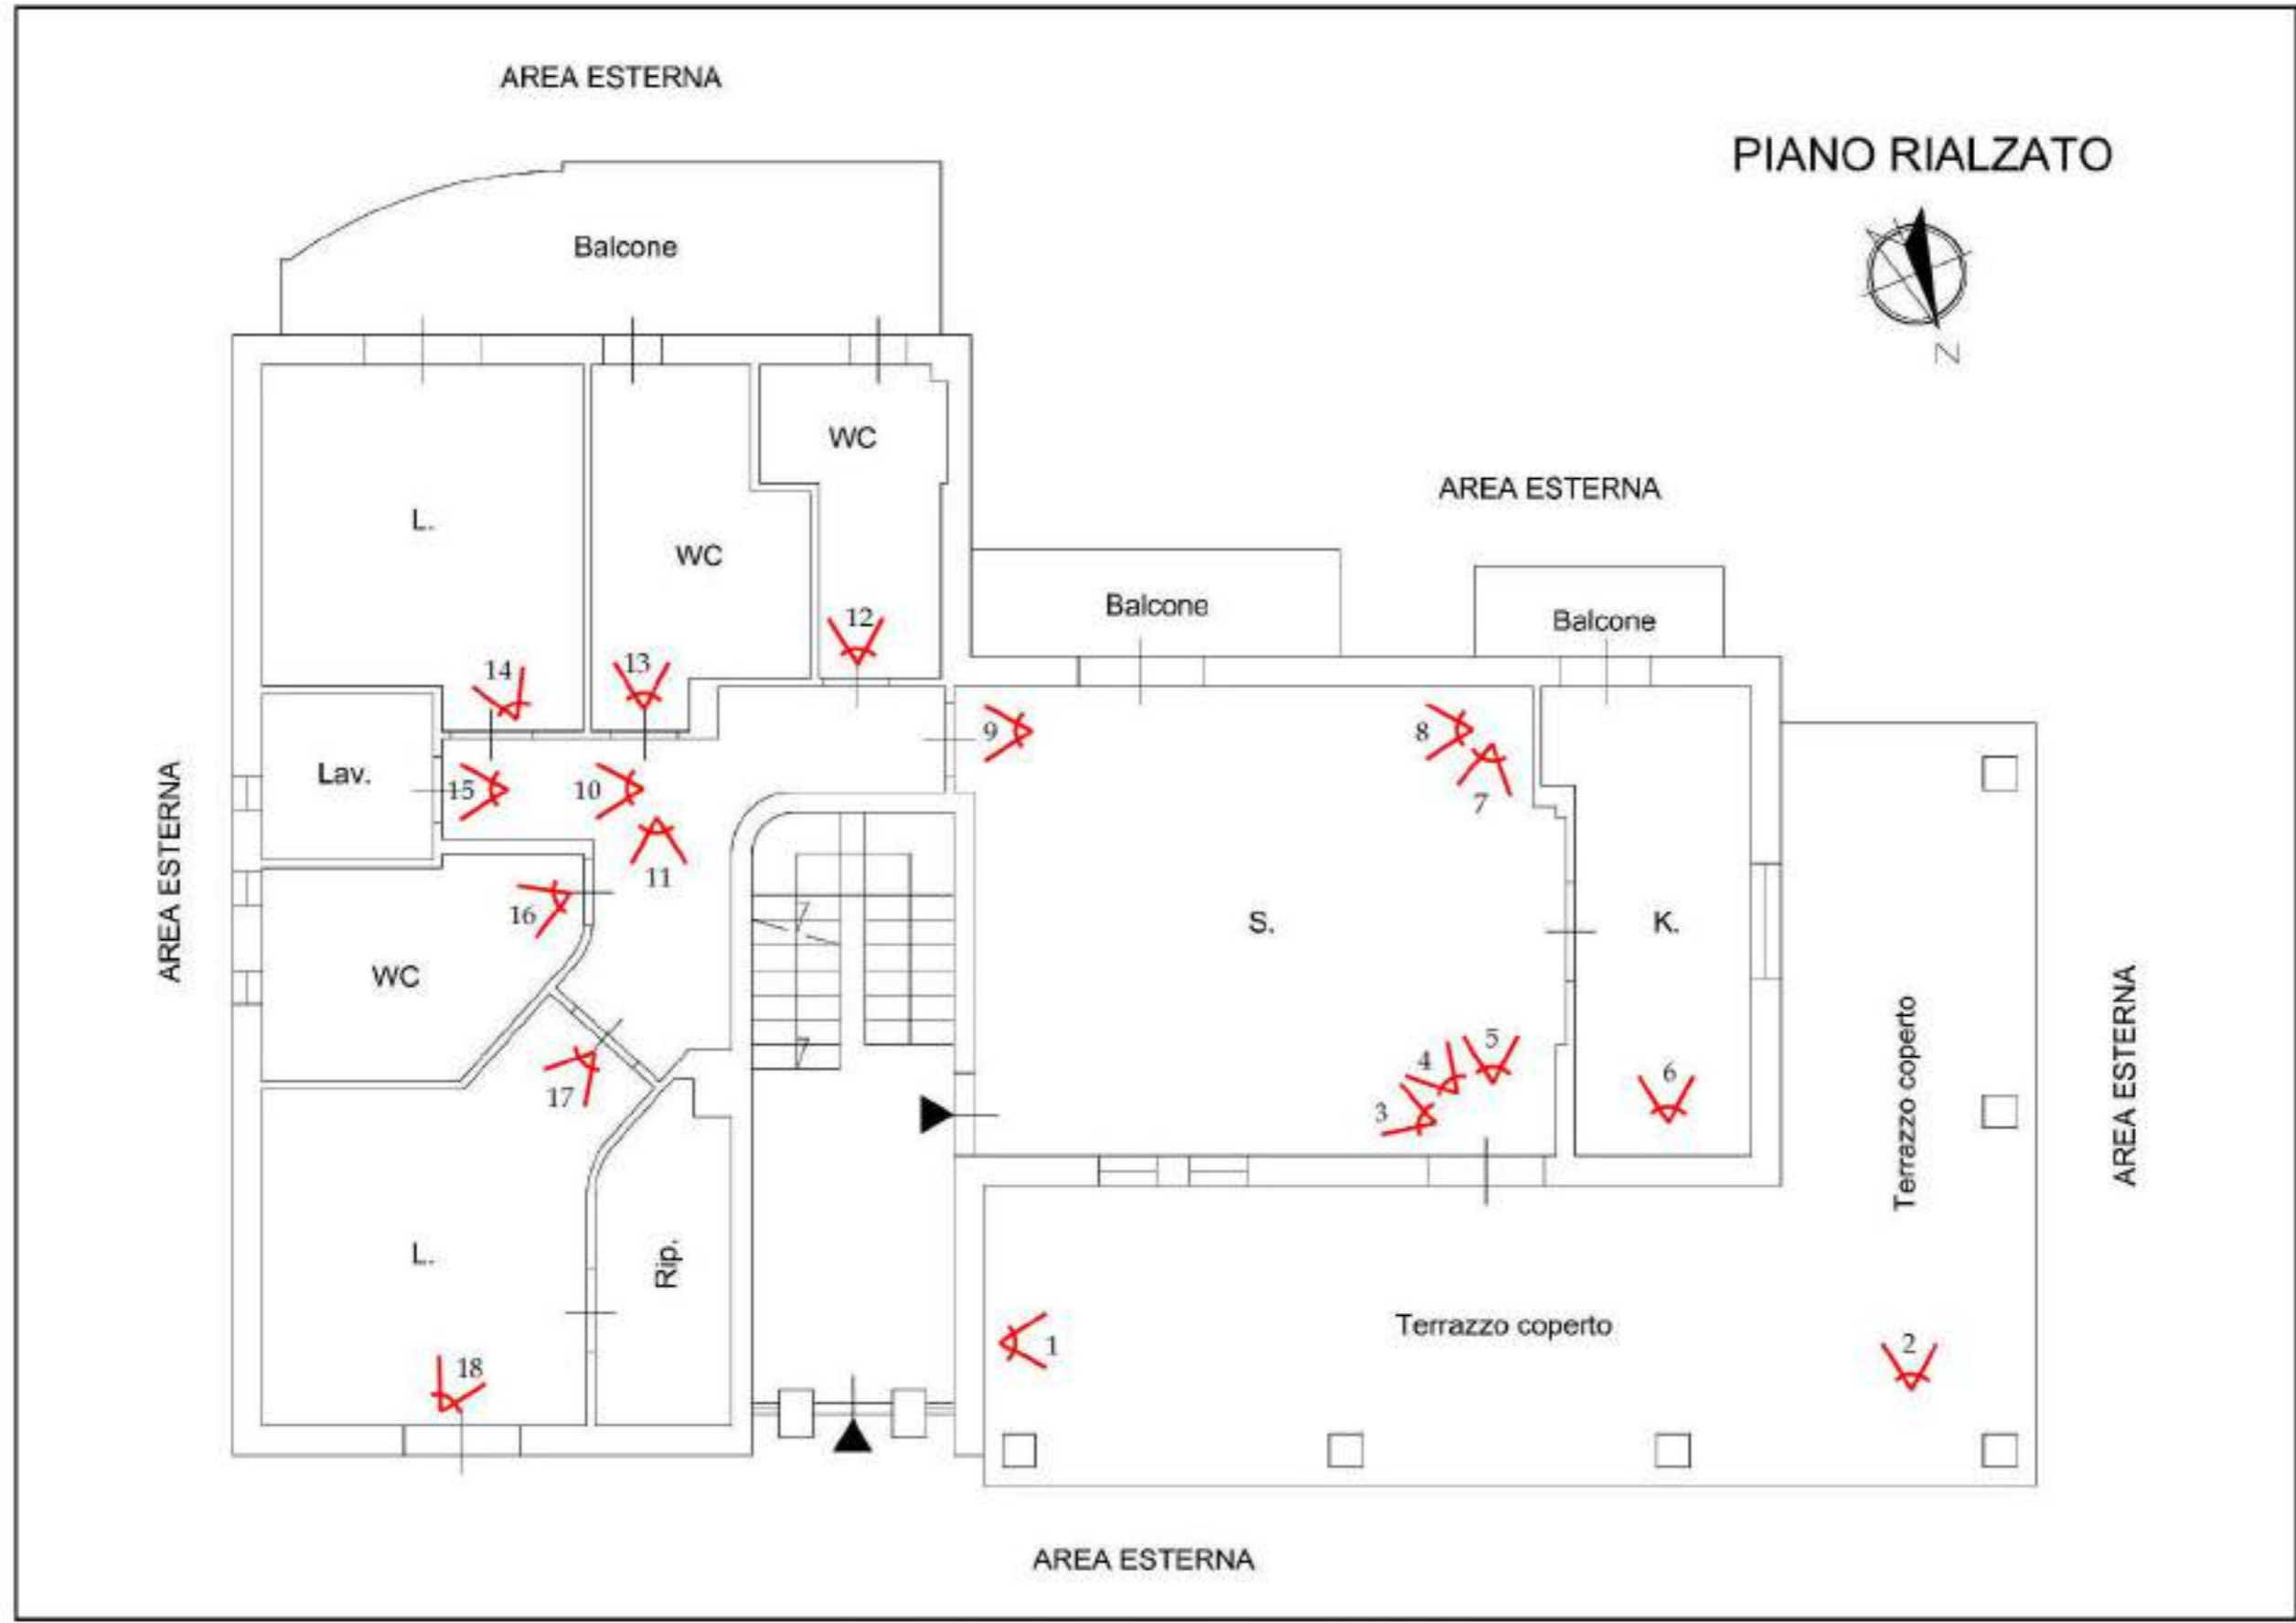 AREA ESTERNA
PIANO RIALZATO
Balcone
N
WC
AREA ESTERNA
L.
WC
Balcone
Balcone
12
13
14
9
8
7
Lav.
15
10
11
AREA ESTERNA
16
S.
K.
WC
5
4
6
3
17
Terrazzo coperto
AREA ESTERNA
L.
Rip.
1
Terrazzo coperto
2
18
AREA ESTERNA